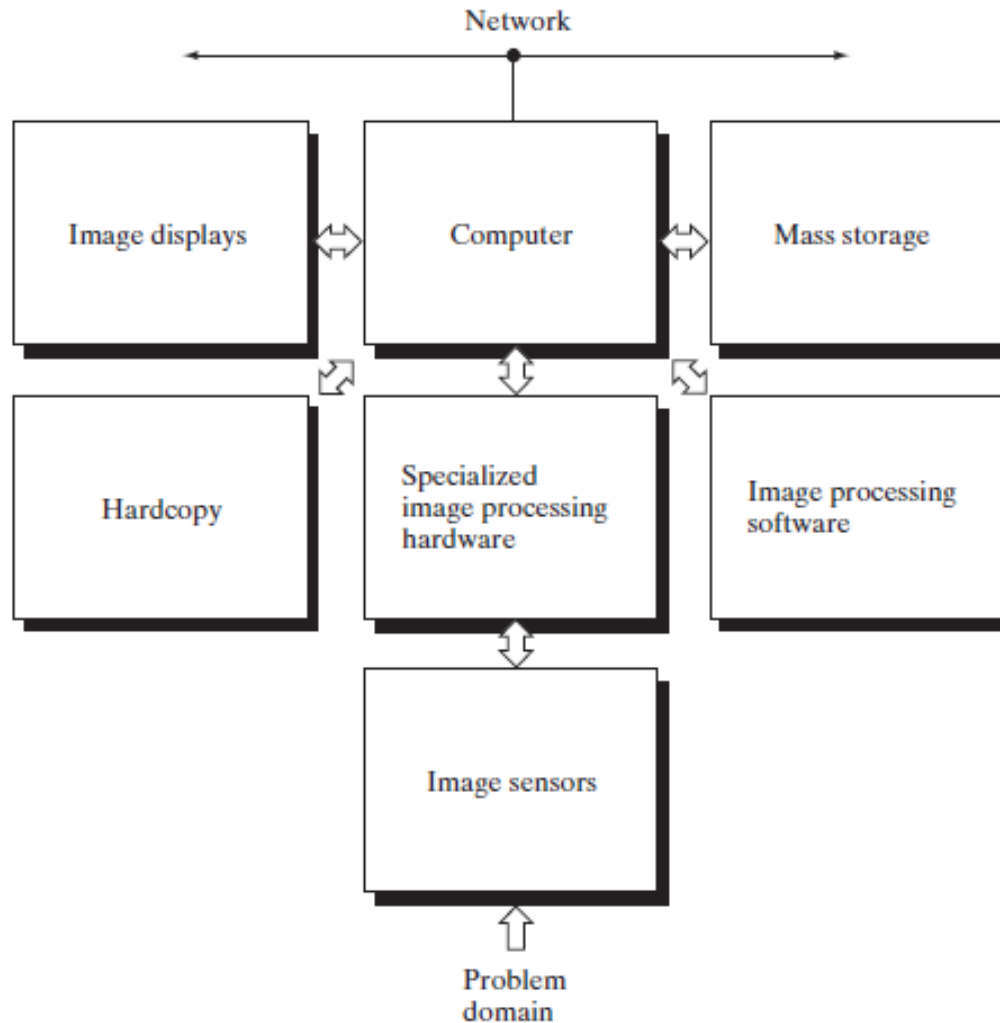 Network
Image displays
Computer
Mass storage
Hardcopy
Specialized
image processing
hardware
Image processing
software
Image sensors
Problem
domain